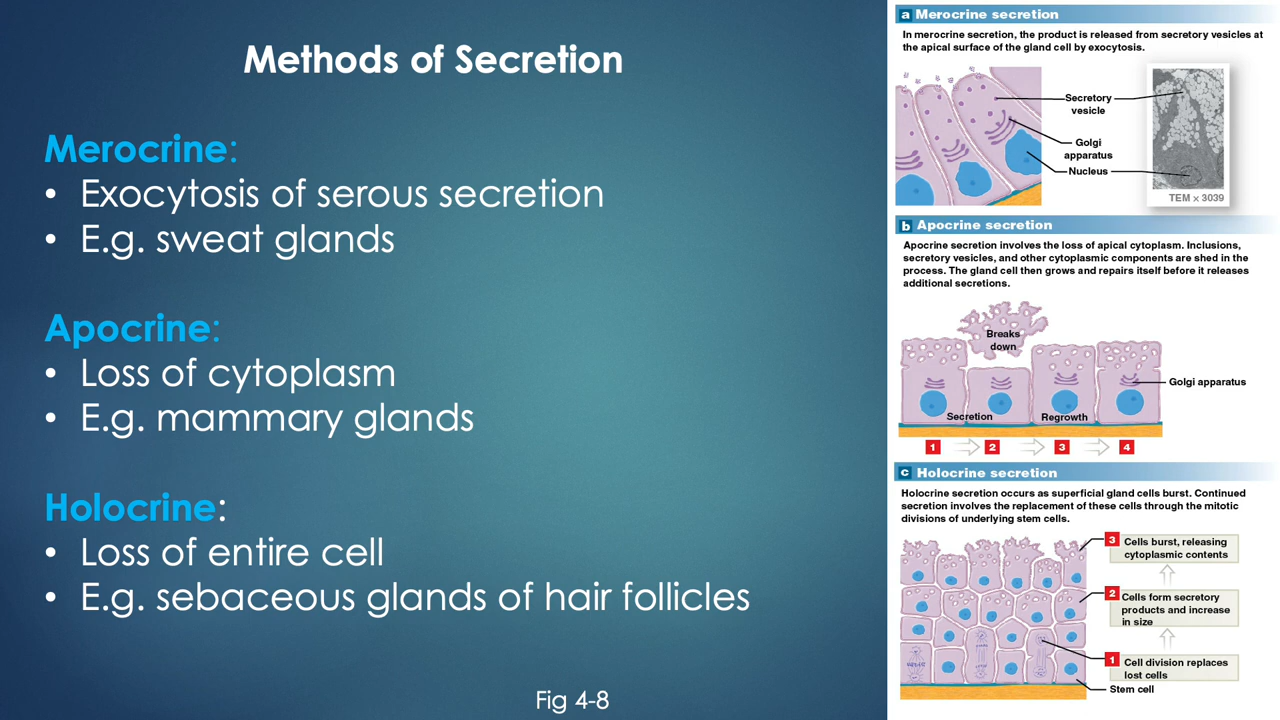 Methods of Secretion
Merocrine:
• Exocytosis of serous secretion
• E.g. sweat glands
Apocrine:
• Loss of cytoplasm
• E.g. mammary glands
Holocrine:
• Loss of entire cell
• E.g. sebaceous glands of hair follicles
Fig 4-8
a Merocrine secretion
In merocrine secretion, the product is released from secretory vesicles at
the apical surface of the gland cell by exocytosis.
Secretory
vesicle
Golgi
apparatus
Nucleus
TEM × 3039
b Apocrine secretion
Apocrine secretion involves the loss of apical cytoplasm. Inclusions,
secretory vesicles, and other cytoplasmic components are shed in the
process. The gland cell then grows and repairs itself before it releases
additional secretions.
Breaks
down
Golgi apparatus
Secretion
Regrowth
1 2 3 4
c Holocrine secretion
Holocrine secretion occurs as superficial gland cells burst. Continued
secretion involves the replacement of these cells through the mitotic
divisions of underlying stem cells.
3 Cells burst, releasing
cytoplasmic contents
2 Cells form secretory
products and increase
in size
1 Cell division replaces
lost cells
Stem cell